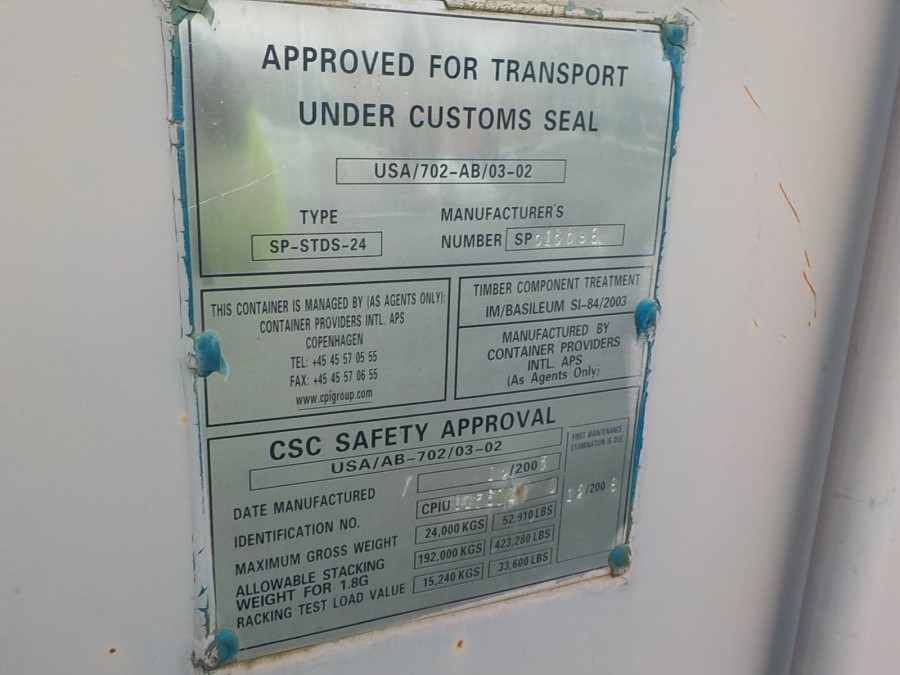 APPROVED FOR TRANSPORT
UNDER CUSTOMS SEAL
USA/702-AB/03-02
TYPE
SP-STDS-24
MANUFACTURER'S
NUMBER SP
THIS CONTAINER IS MANAGED BY (AS AGENTS ONLY):
CONTAINER PROVIDERS INTL. APS
COPENHAGEN
TEL: +45 45 57 05 55
FAX: +45 45 57 06 55
www.cpigroup.com
TIMBER COMPONENT TREATMENT
IM/BASILEUM SI-84/2003
MANUFACTURED BY
CONTAINER PROVIDERS
INTL. APS
(As Agents Only)
CSC SAFETY APPROVAL
USA/AB-702/03-02
FIRST MAINTENANCE
EXAMINATION IS DUE
DATE MANUFACTURED
IDENTIFICATION NO. CPIU
MAXIMUM GROSS WEIGHT 24,000 KGS 52,910 LBS
ALLOWABLE STACKING
WEIGHT FOR 1.8G 192,000 KGS 423,280 LBS
RACKING TEST LOAD VALUE 15,240 KGS 33,600 LBS